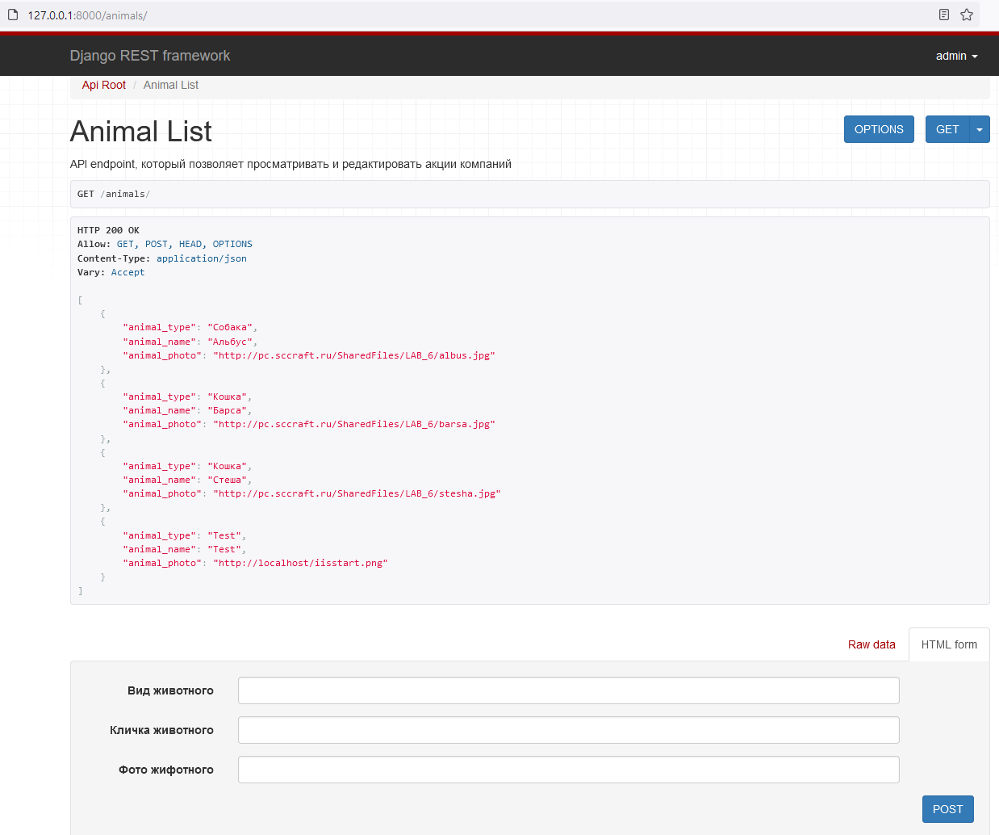 127.0.0.1:8000/animals/
Django REST framework
admin
Api Root / Animal List
Animal List
OPTIONS
GET
API endpoint, который позволяет просматривать и редактировать акции компаний
GET /animals/
HTTP 200 OK
Allow: GET, POST, HEAD, OPTIONS
Content-Type: application/json
Vary: Accept
[
{
"animal_type": "Собака",
"animal_name": "Альбус",
"animal_photo": "http://pc.sccraft.ru/SharedFiles/LAB_6/albus.jpg"
},
{
"animal_type": "Кошка",
"animal_name": "Барса",
"animal_photo": "http://pc.sccraft.ru/SharedFiles/LAB_6/barsa.jpg"
},
{
"animal_type": "Кошка",
"animal_name": "Стеша",
"animal_photo": "http://pc.sccraft.ru/SharedFiles/LAB_6/stesha.jpg"
},
{
"animal_type": "Test",
"animal_name": "Test",
"animal_photo": "http://localhost/iisstart.png"
}
]
Raw data
HTML form
Вид животного
Кличка животного
Фото жифотного
POST